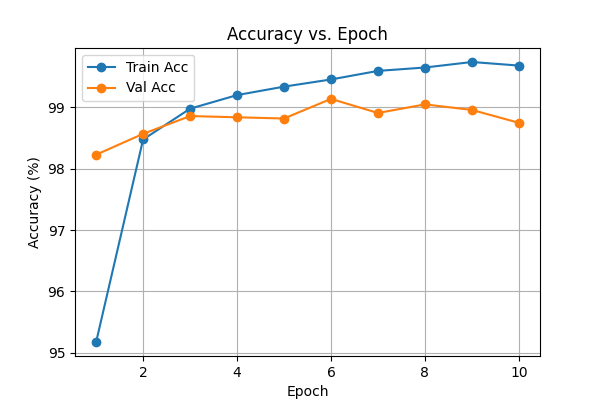 Accuracy vs. Epoch
Train Acc
Val Acc
Accuracy (%)
99
98
97
96
95
2 4 6 8 10
Epoch